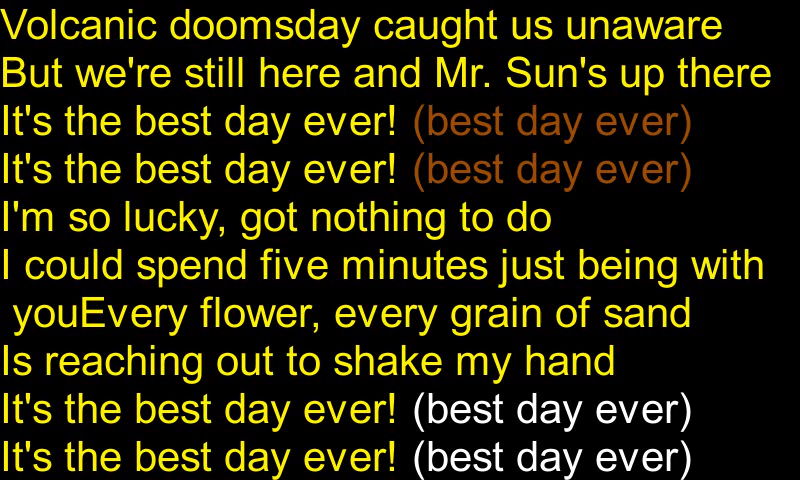 Volcanic doomsday caught us unaware
But we're still here and Mr. Sun's up there
It's the best day ever! (best day ever)
It's the best day ever! (best day ever)
I'm so lucky, got nothing to do
I could spend five minutes just being with
youEvery flower, every grain of sand
Is reaching out to shake my hand
It's the best day ever! (best day ever)
It's the best day ever! (best day ever)